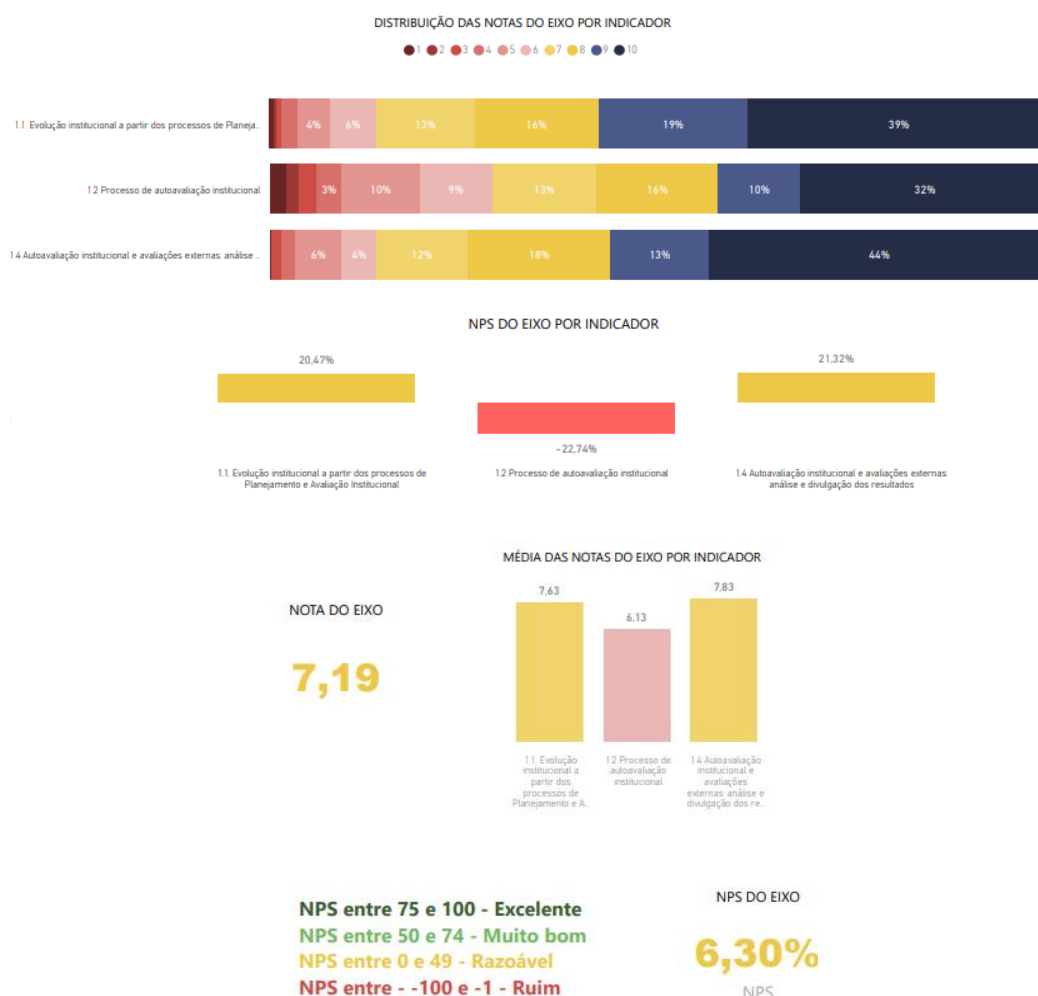 DISTRIBUIÇÃO DAS NOTAS DO EIXO POR INDICADOR
1 2 3 4 5 6 7 8 9 10
1.1. Evolução institucional a partir dos processos de Planeja..
4% 6% 13% 16% 19% 39%
1.2 Processo de autoavaliação institucional
3% 10% 9% 13% 16% 10% 32%
1.4 Autoavaliação institucional e avaliações externas: análise ..
6% 4% 12% 18% 13% 44%
NPS DO EIXO POR INDICADOR
20,47%
21,32%
-22,74%
1.1. Evolução institucional a partir dos processos de
Planejamento e Avaliação Institucional
1.2 Processo de autoavaliação institucional
1.4 Autoavaliação institucional e avaliações externas:
análise e divulgação dos resultados
MÉDIA DAS NOTAS DO EIXO POR INDICADOR
7,63
6,13
7,83
NOTA DO EIXO
7,19
1.1. Evolução
institucional a
partir dos
processos de
Planejamento e A..
1.2 Processo de
autoavaliação
institucional
1.4 Autoavaliação
institucional e
avaliações
externas: análise e
divulgação dos re..
NPS entre 75 e 100 - Excelente
NPS entre 50 e 74 - Muito bom
NPS entre 0 e 49 - Razoável
NPS entre - -100 e -1 - Ruim
NPS DO EIXO
6,30%
NPS